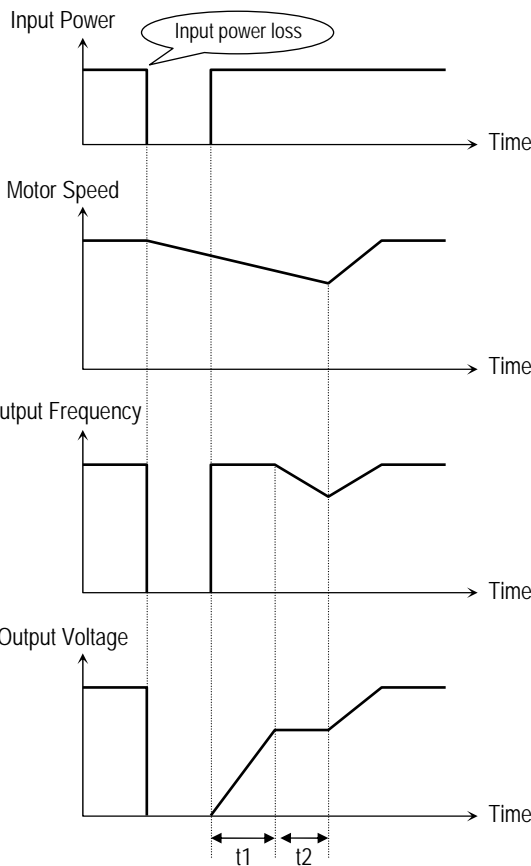 Input Power
Input power loss
Time
Motor Speed
Time
utput Frequency
Time
Output Voltage
Time
t1 t2